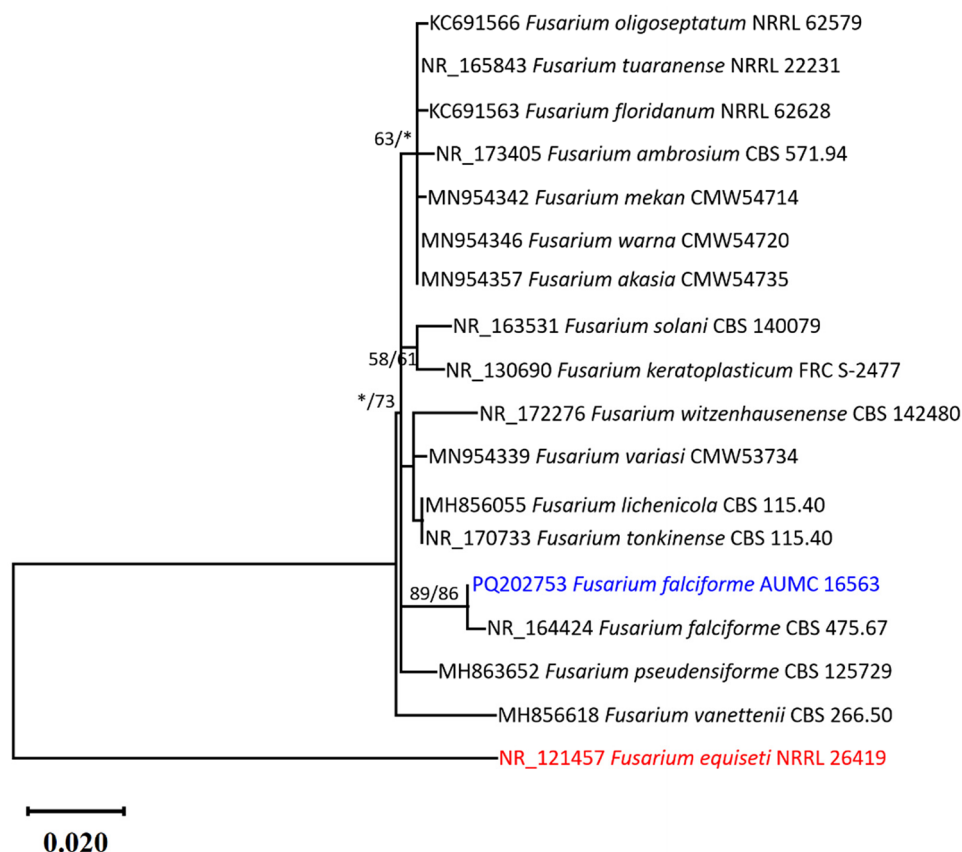 KC691566 Fusarium oligoseptatum NRRL 62579
NR_165843 Fusarium tuaranense NRRL 22231
KC691563 Fusarium floridanum NRRL 62628
63/*
NR_173405 Fusarium ambrosium CBS 571.94
MN954342 Fusarium mekan CMW54714
MN954346 Fusarium warna CMW54720
MN954357 Fusarium akasia CMW54735
NR_163531 Fusarium solani CBS 140079
58/61
NR_130690 Fusarium keratoplasticum FRC S-2477
*/73
NR_172276 Fusarium witzenhausenense CBS 142480
MN954339 Fusarium variasi CMW53734
MH856055 Fusarium lichenicola CBS 115.40
NR_170733 Fusarium tonkinense CBS 115.40
PQ202753 Fusarium falciforme AUMC 16563
89/86
NR_164424 Fusarium falciforme CBS 475.67
MH863652 Fusarium pseudensiforme CBS 125729
MH856618 Fusarium vanettenii CBS 266.50
NR_121457 Fusarium equiseti NRRL 26419
0.020